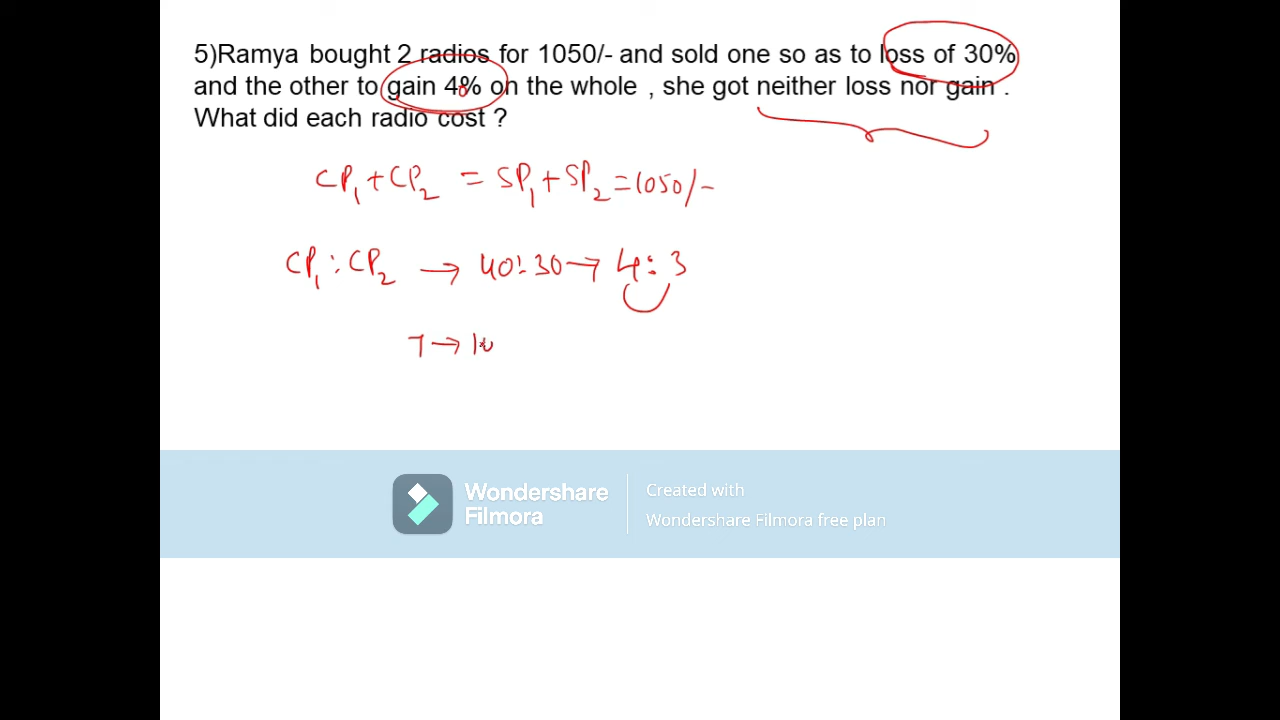 5)Ramya bought 2 radios for 1050/- and sold one so as to loss of 30%
and the other to gain 40% on the whole , she got neither loss nor gain .
What did each radio cost ?
CP₁ + CP₂ = SP₁ + SP₂ = 1050/-
CP₁ : CP₂ → 40:30 → 4:3
7 → 10
Wondershare
Filmora
Created with
Wondershare Filmora free plan